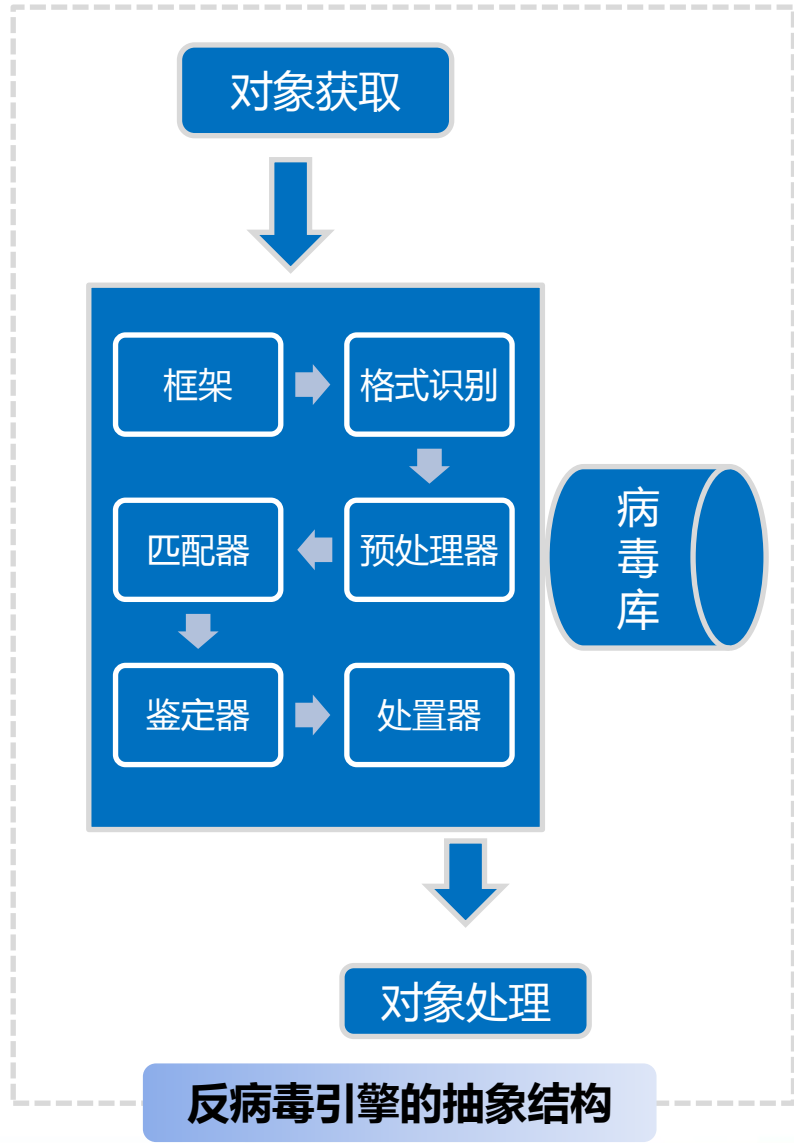 对象获取
框架
格式识别
匹配器
预处理器
鉴定器
处置器
病
毒
库
对象处理
反病毒引擎的抽象结构